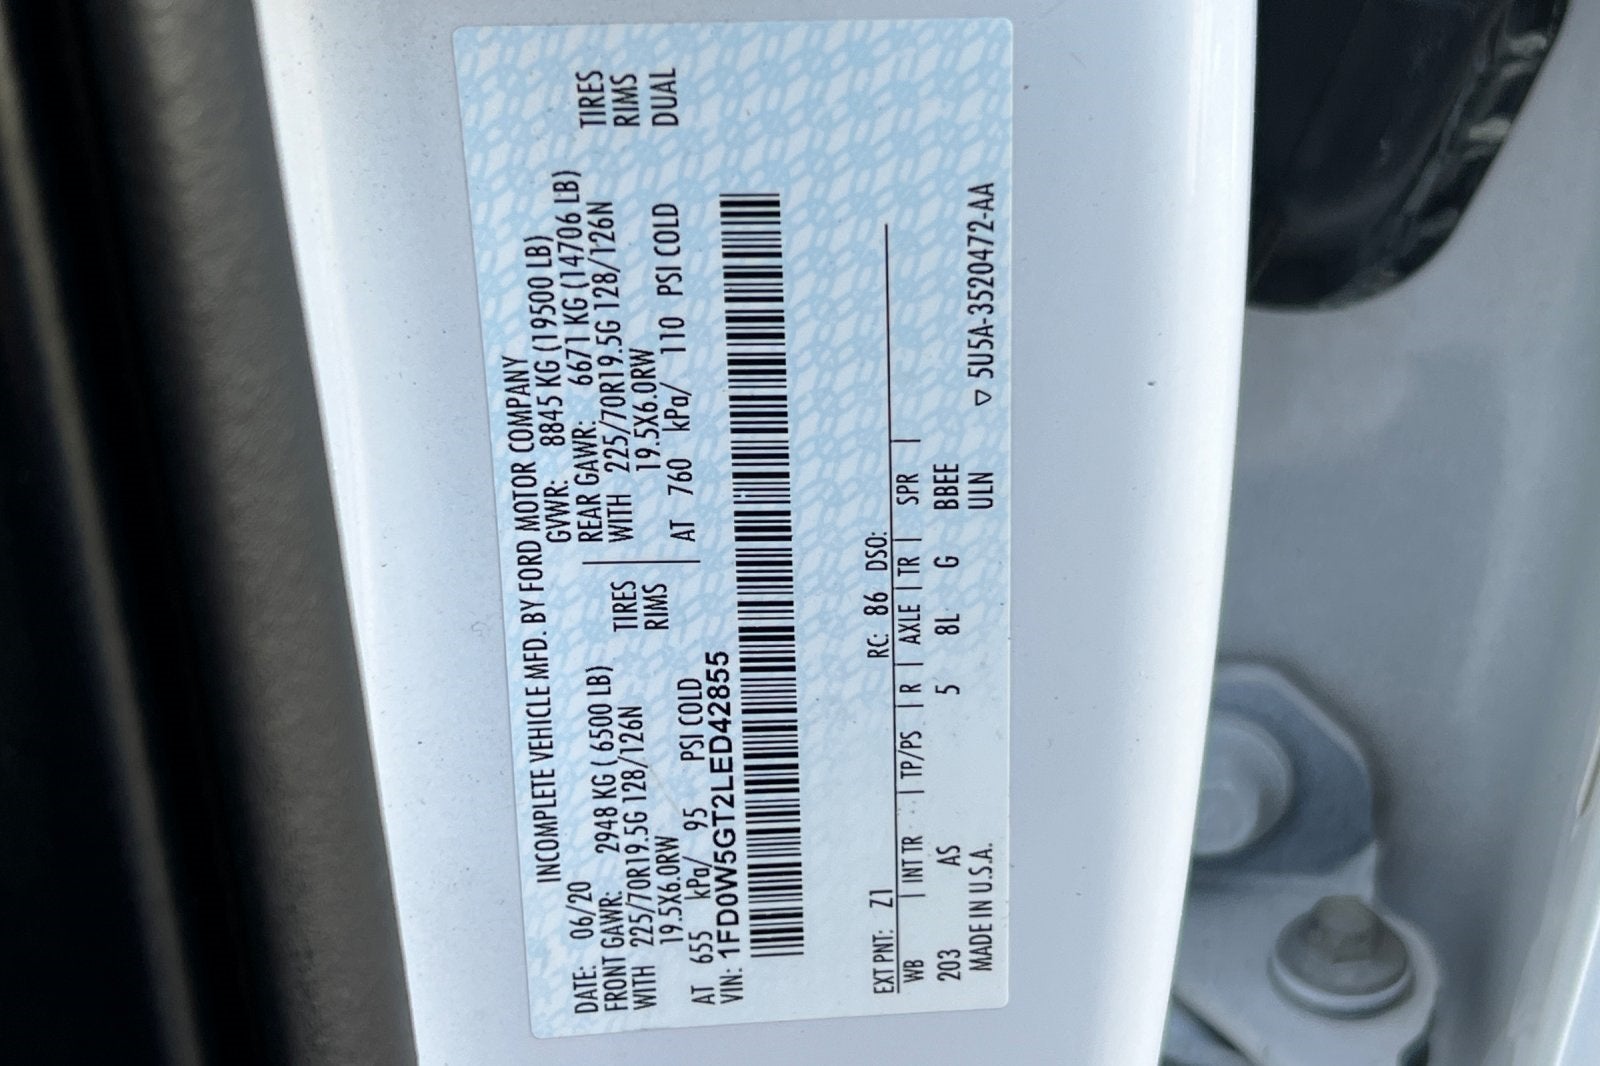 INCOMPLETE VEHICLE MFD. BY FORD MOTOR COMPANY
DATE: 06/20 GVWR: 8845 KG (19500 LB)
FRONT GAWR: 2948 KG ( 6500 LB) REAR GAWR: 6671 KG (14706 LB)
WITH 225/70R19.5G 128/126N TIRES WITH 225/70R19.5G 128/126N TIRES
19.5X6.0RW RIMS 19.5X6.0RW RIMS
AT 655 kPa/ 95 PSI COLD AT 760 kPa/ 110 PSI COLD DUAL
VIN: 1FD0W5GT2LED42855
EXT PNT: Z1 RC: 86 DSO:
WB | INT TR | TP/PS | R | AXLE | TR | SPR |
203 AS 5 8L G BBEE
MADE IN U.S.A. ULN ▽ 5U5A-3520472-AA